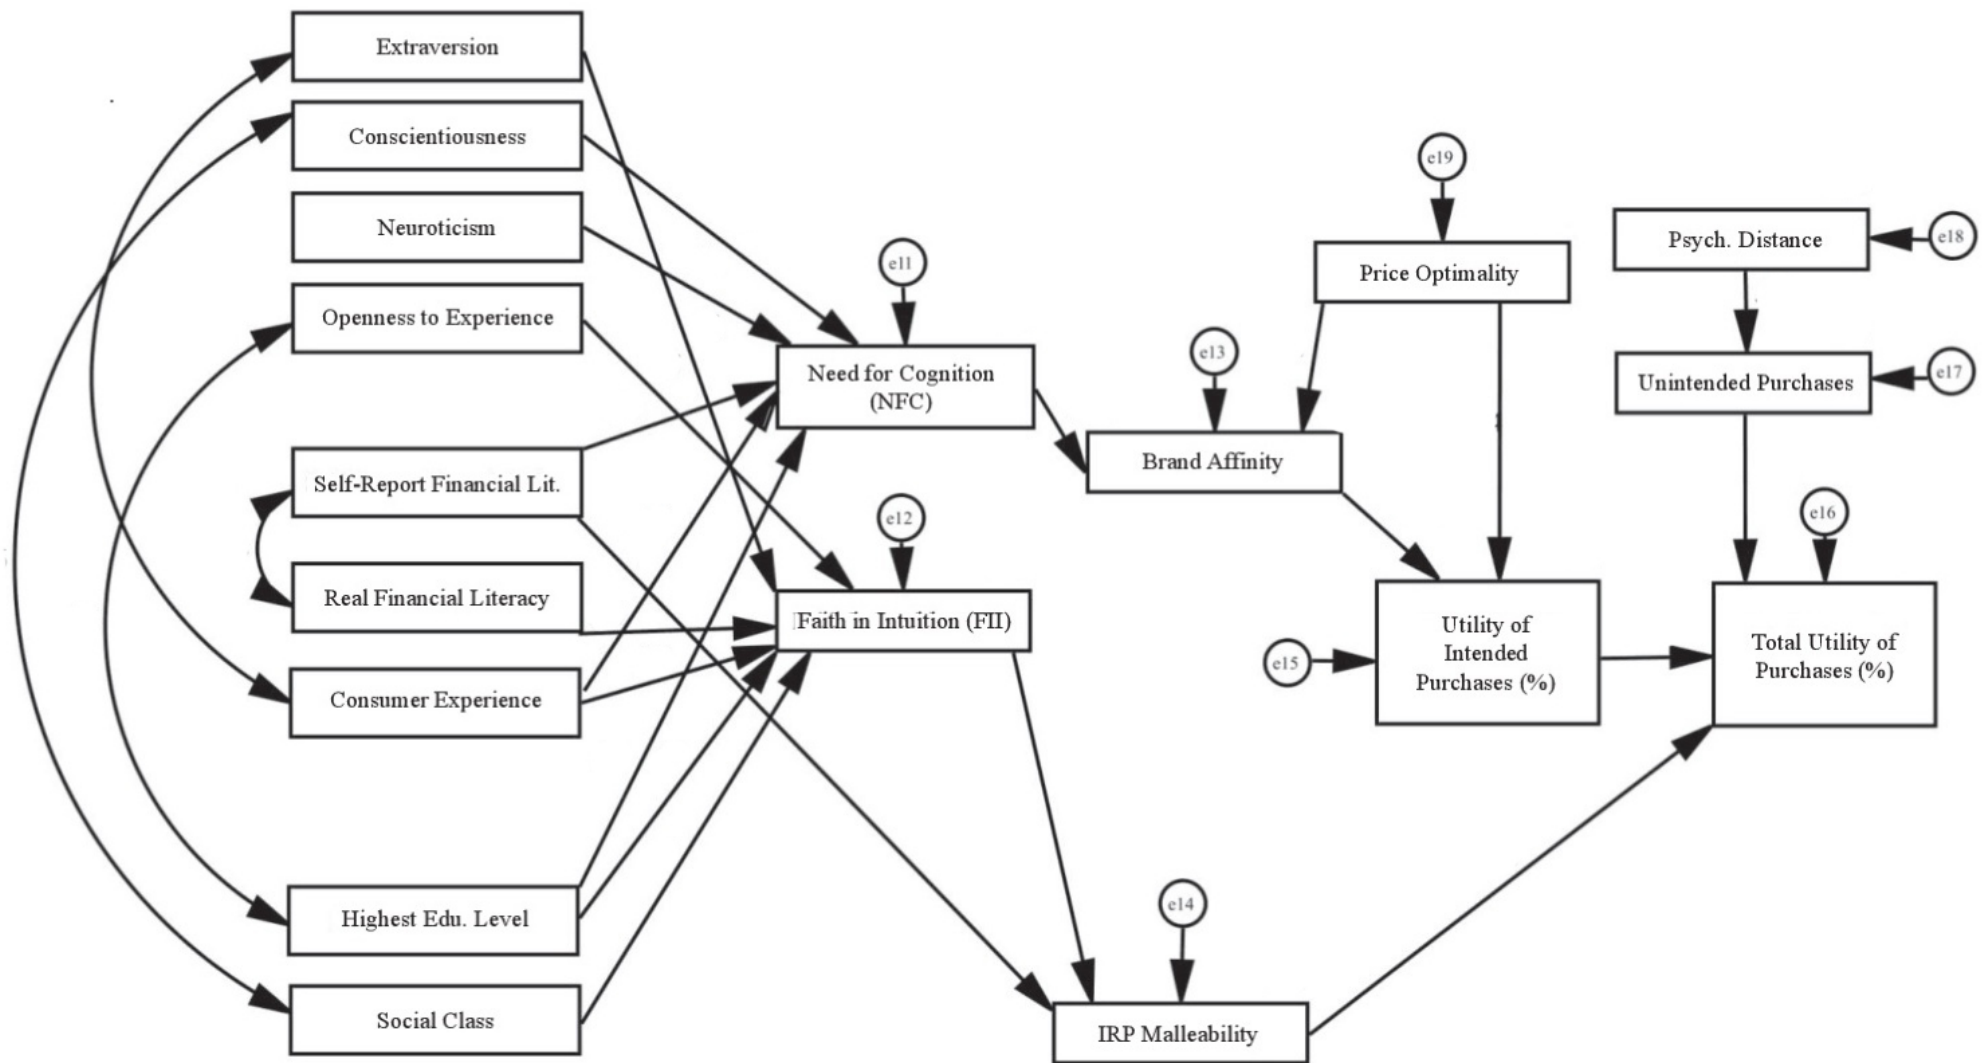 Extraversion
Conscientiousness
Neuroticism
Openness to Experience
Self-Report Financial Lit.
Real Financial Literacy
Consumer Experience
Highest Edu. Level
Social Class
e11
Need for Cognition
(NFC)
e12
Faith in Intuition (FII)
e13
Brand Affinity
e14
IRP Malleability
e19
Price Optimality
e15
Utility of
Intended
Purchases (%)
Psych. Distance
e18
Unintended Purchases
e17
e16
Total Utility of
Purchases (%)